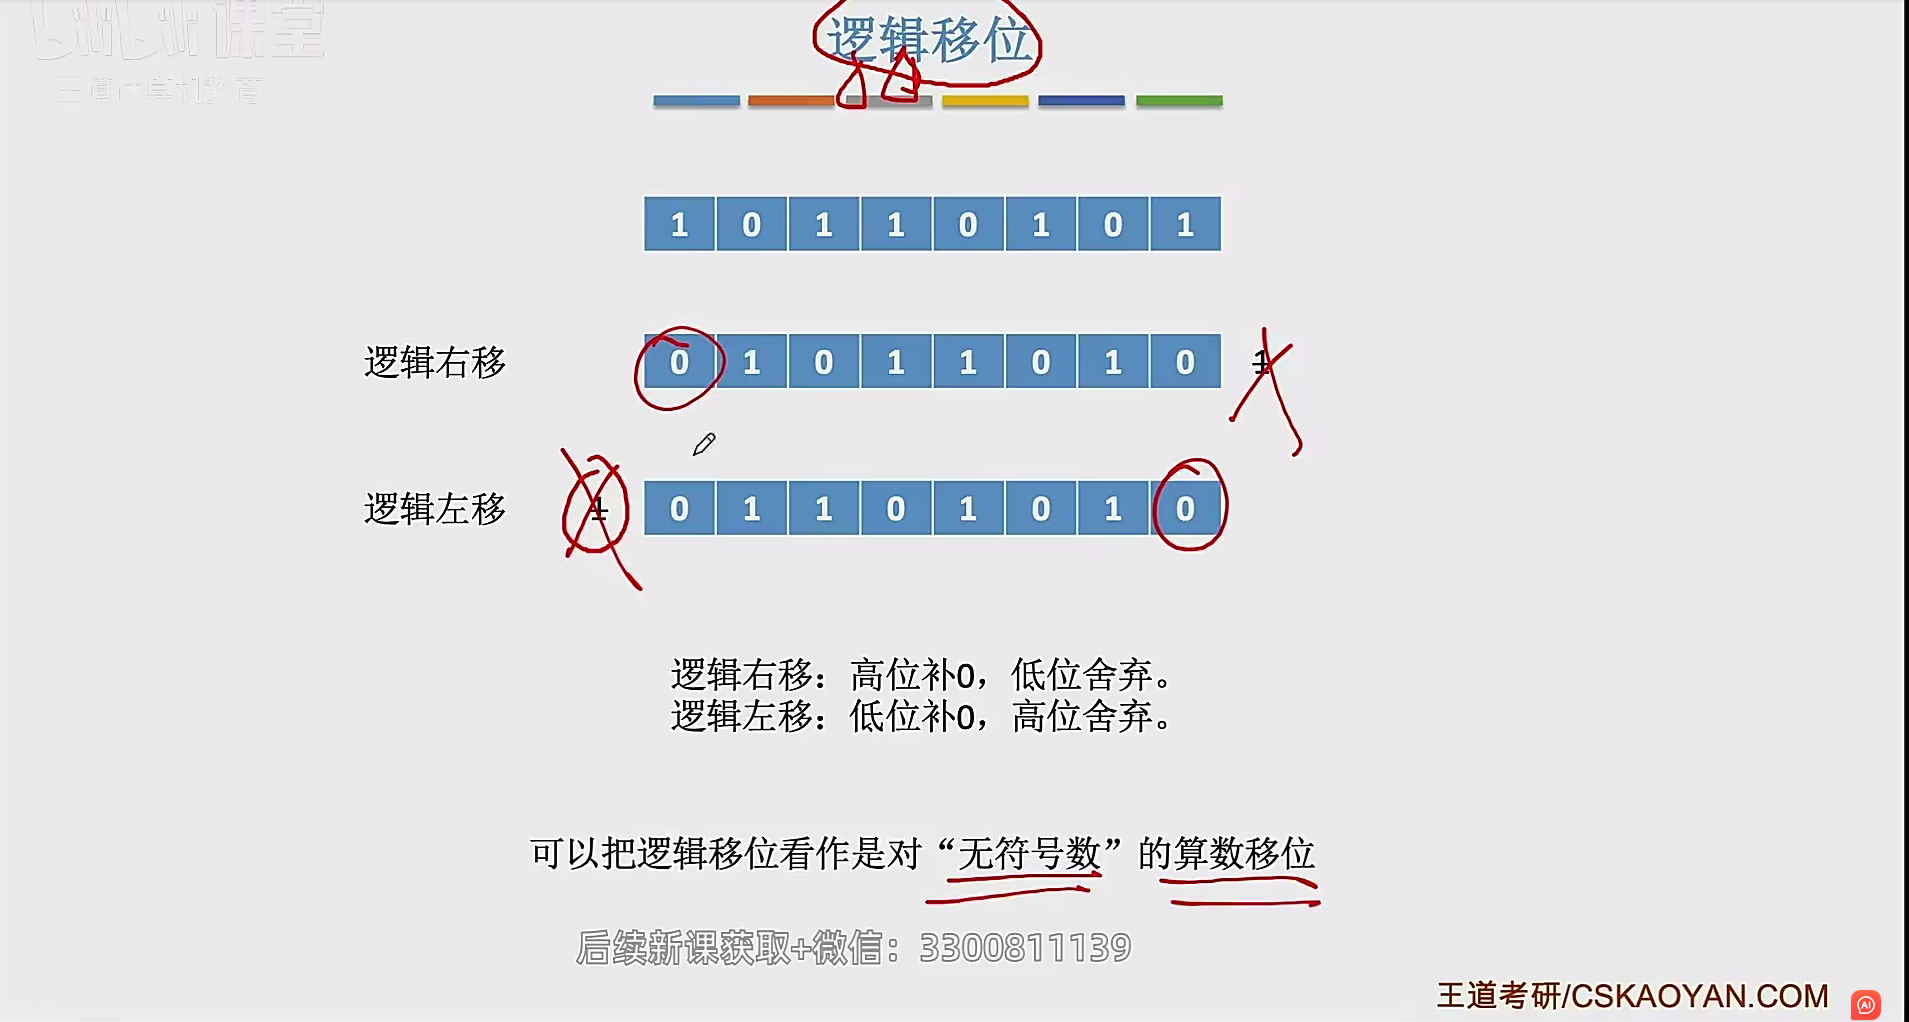 课堂
逻辑移位
1 0 1 1 0 1 0 1
逻辑右移 0 1 0 1 1 0 1 0 1
逻辑左移 1 0 1 1 0 1 0 1 0
逻辑右移：高位补0，低位舍弃。
逻辑左移：低位补0，高位舍弃。
可以把逻辑移位看作是对“无符号数”的算数移位
后续新课获取+微信：3300811139
王道考研/CSKAOYAN.COM
AI